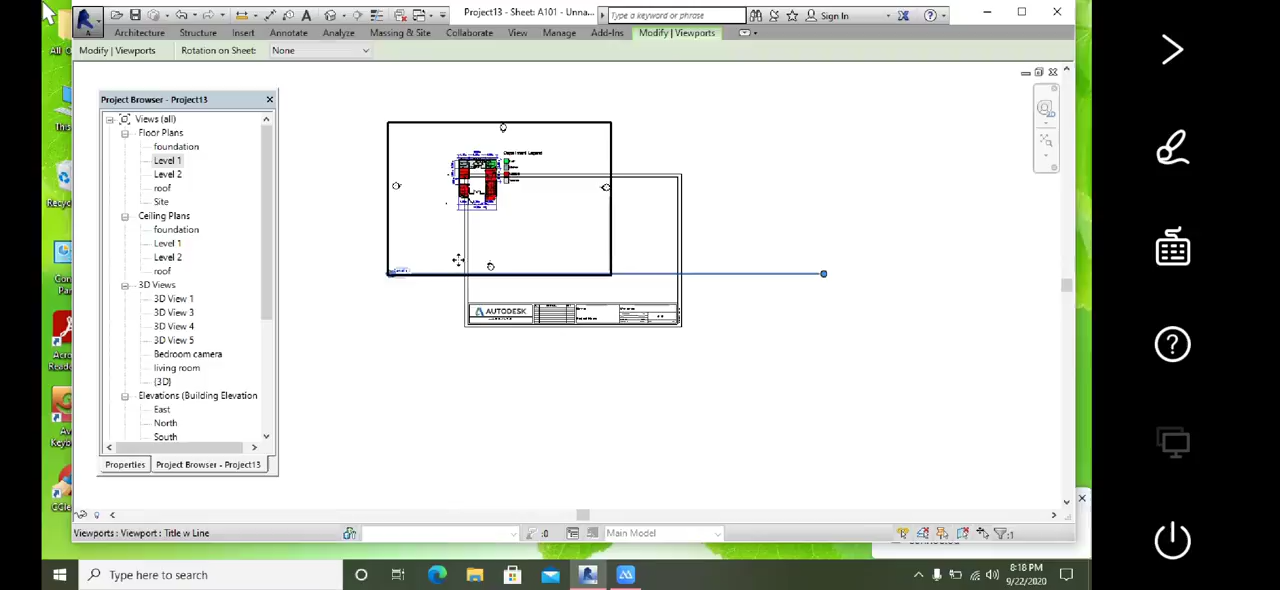 Project13 - Sheet: A101 - Unna...
Type a keyword or phrase
Sign In
Architecture Structure Insert Annotate Analyze Massing & Site Collaborate View Manage Add-Ins Modify | Viewports
Modify | Viewports Rotation on Sheet: None
Project Browser - Project13
Views (all)
Floor Plans
foundation
Level 1
Level 2
roof
Site
Ceiling Plans
foundation
Level 1
Level 2
roof
3D Views
3D View 1
3D View 3
3D View 4
3D View 5
Bedroom camera
living room
{3D}
Elevations (Building Elevation
East
North
South
Properties Project Browser - Project13
Department Legend
AUTODESK
Viewports : Viewport : Title w Line
:0
Main Model
:1
Type here to search
8:18 PM
9/22/2020